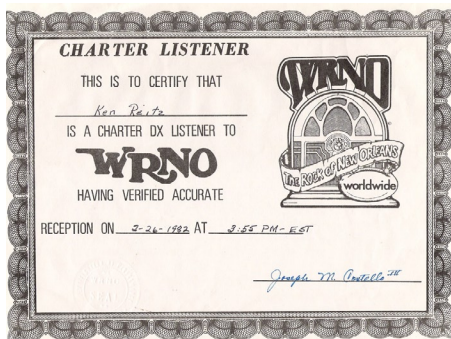 CHARTER LISTENER
THIS IS TO CERTIFY THAT
Ken Reitz
IS A CHARTER DX LISTENER TO
WRNO
HAVING VERIFIED ACCURATE
RECEPTION ON 2-26-1982 AT 3:55 PM-EST
Joseph M. Costello III
WRNO
THE ROCK OF NEW ORLEANS
worldwide